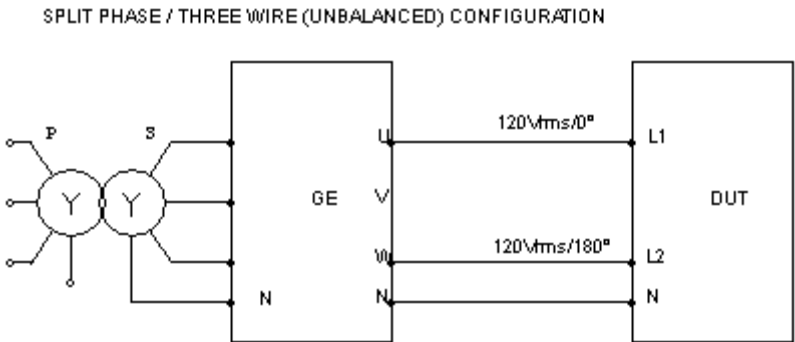 SPLIT PHASE / THREE WIRE (UNBALANCED) CONFIGURATION
P
S
Y
Y
N
GE
U
V
W
N
120Vrms/0°
120Vrms/180°
L1
L2
N
DUT